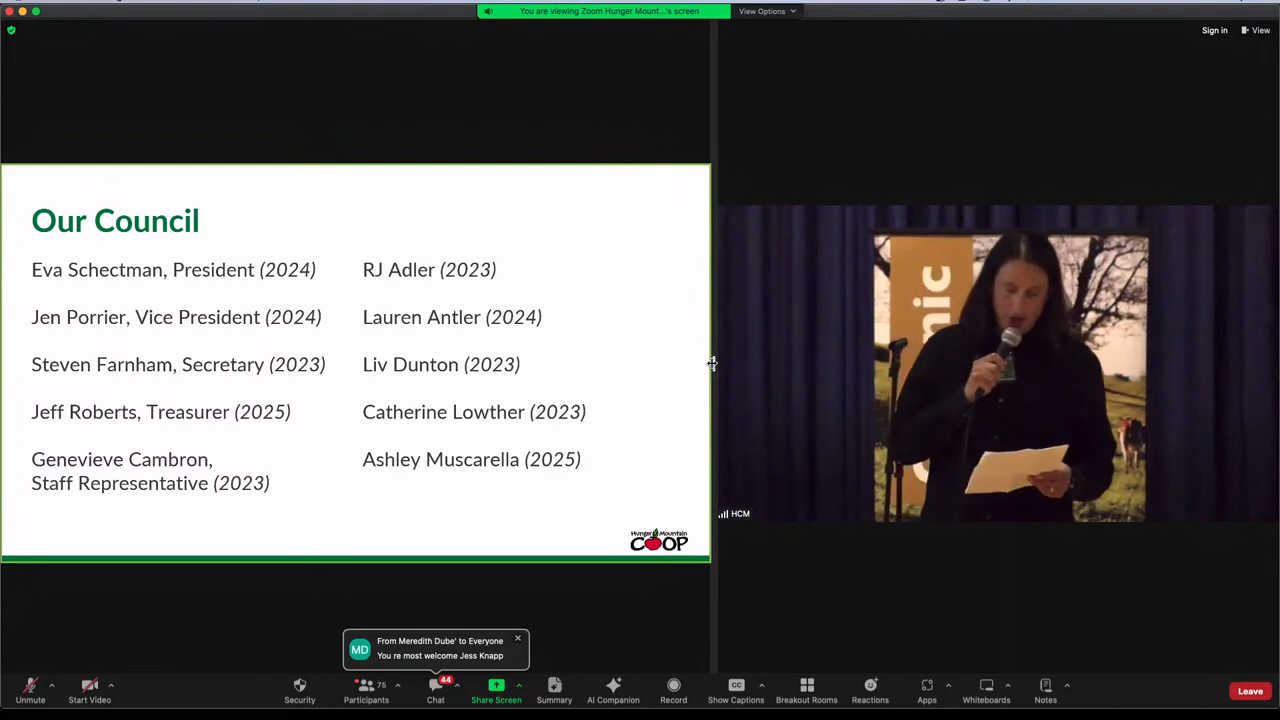 You are viewing Zoom Hunger Mount...'s screen
View Options
Sign in
View
Our Council
Eva Schectman, President (2024)
Jen Porrier, Vice President (2024)
Steven Farnham, Secretary (2023)
Jeff Roberts, Treasurer (2025)
Genevieve Cambron,
Staff Representative (2023)
RJ Adler (2023)
Lauren Antler (2024)
Liv Dunton (2023)
Catherine Lowther (2023)
Ashley Muscarella (2025)
Hunger Mountain
COOP
nic
HCM
MD
From Meredith Dube' to Everyone
You re most welcome Jess Knapp
Unmute
Start Video
Security
75
Participants
44
Chat
Share Screen
Summary
AI Companion
Record
CC
Show Captions
Breakout Rooms
Reactions
Apps
Whiteboards
Notes
Leave